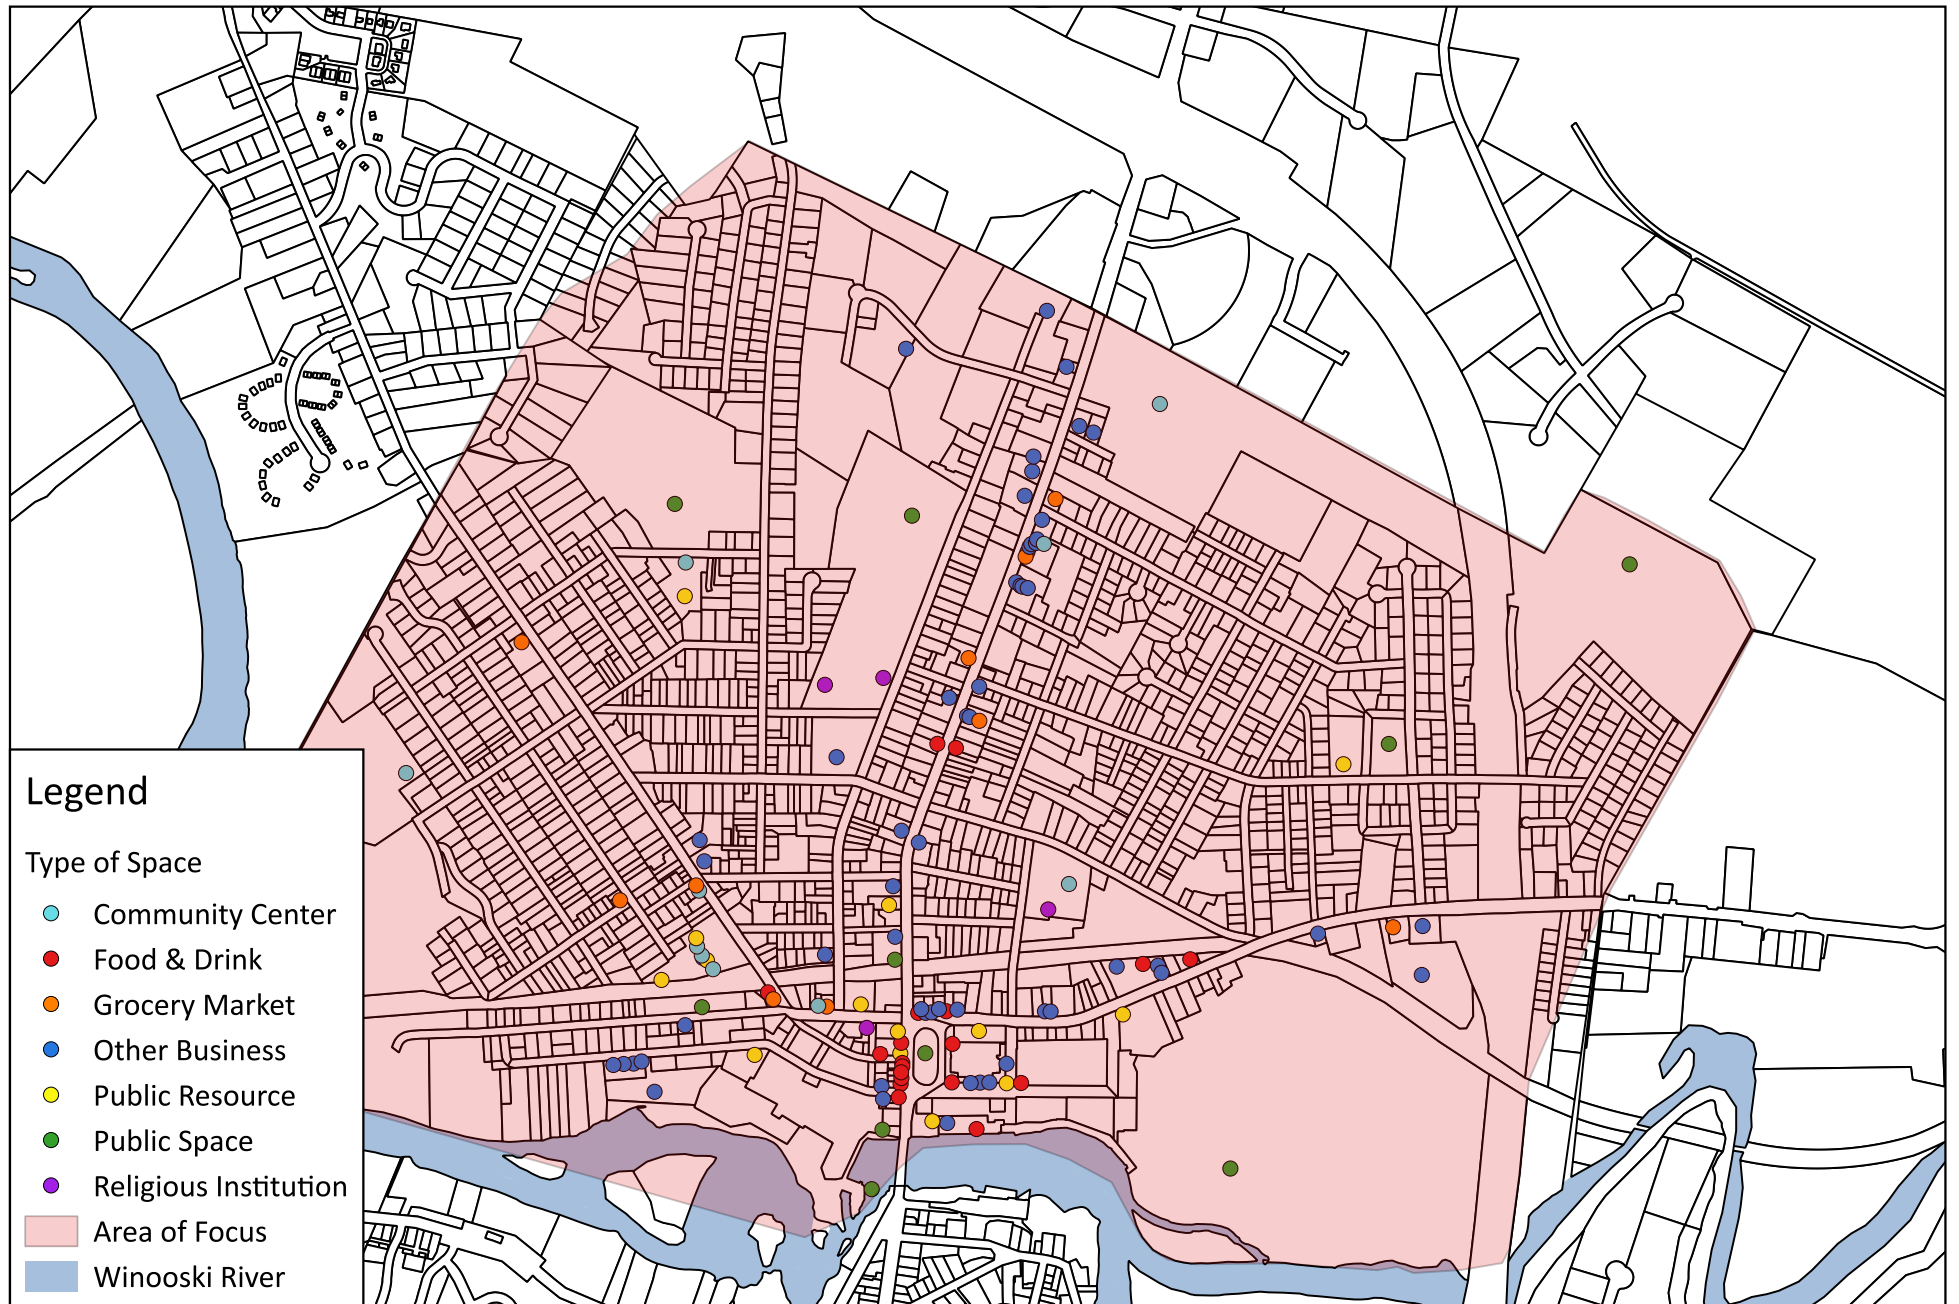 Legend
Type of Space
Community Center
Food & Drink
Grocery Market
Other Business
Public Resource
Public Space
Religious Institution
Area of Focus
Winooski River